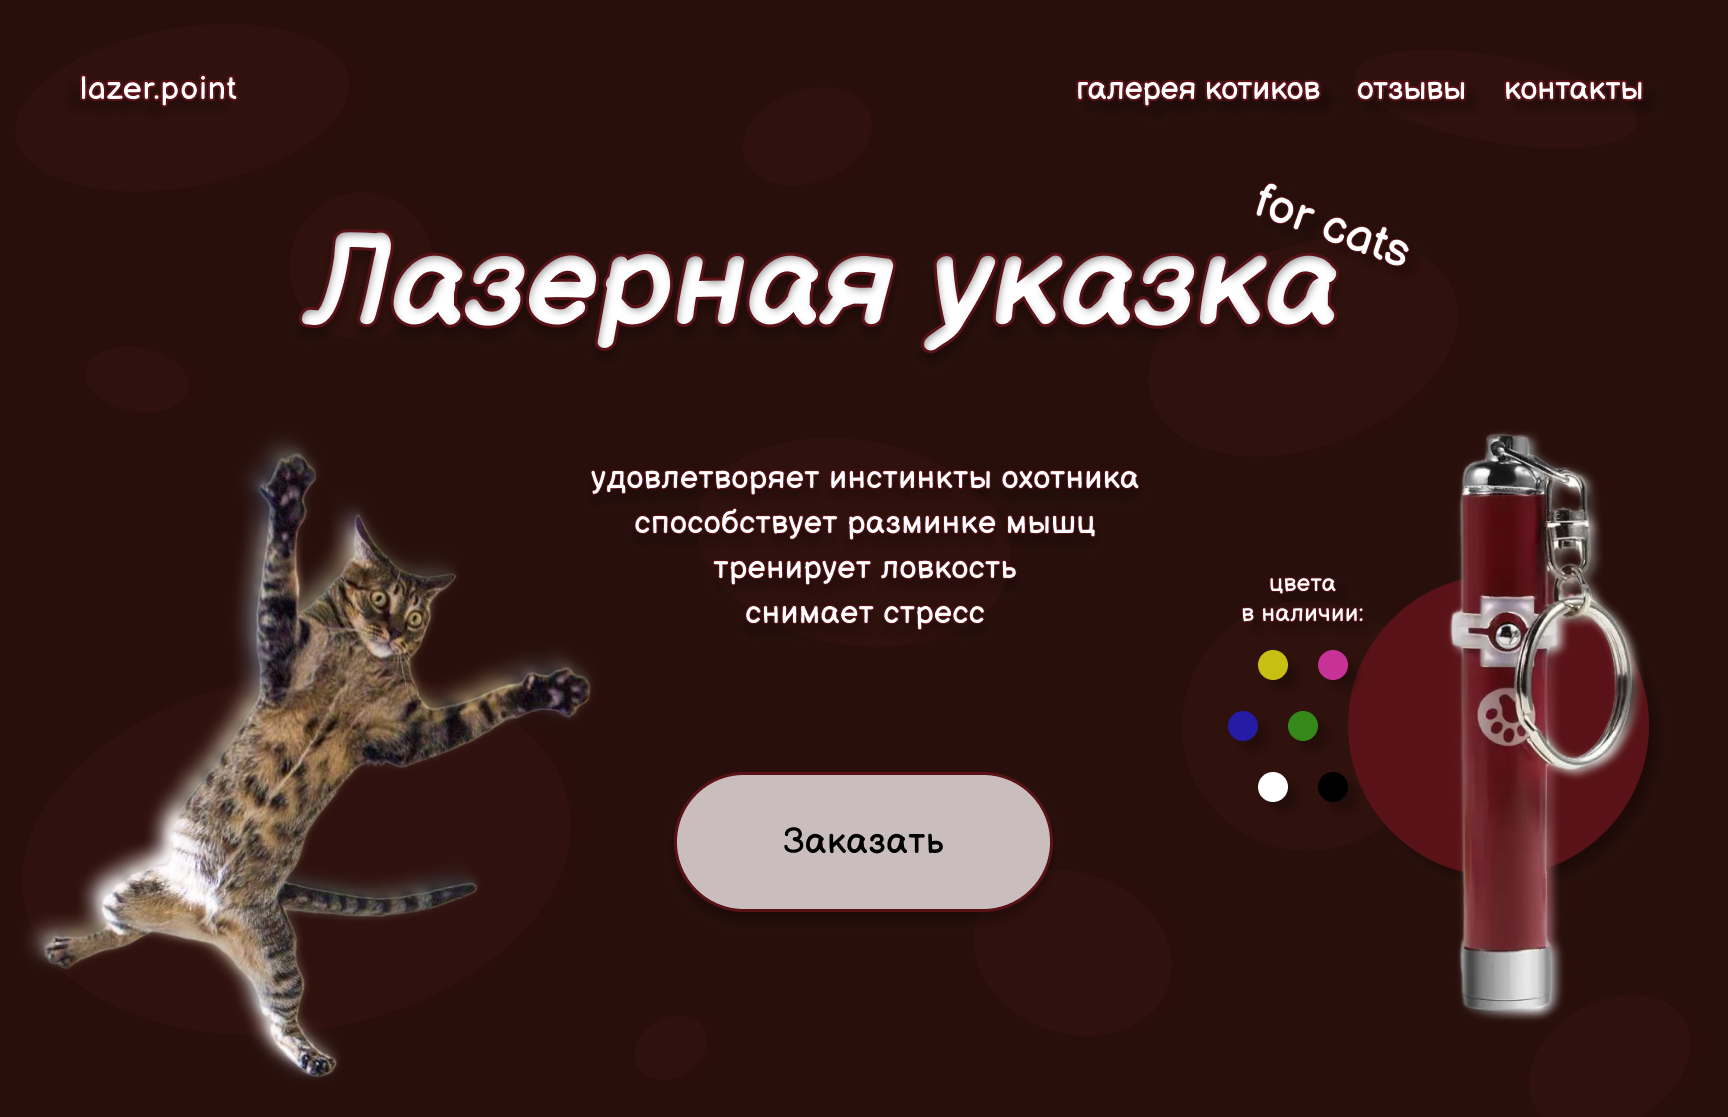 lazer.point
галерея котиков отзывы контакты
for cats
Лазерная указка
удовлетворяет инстинкты охотника
способствует разминке мышц
тренирует ловкость
снимает стресс
цвета
в наличии:
Заказать